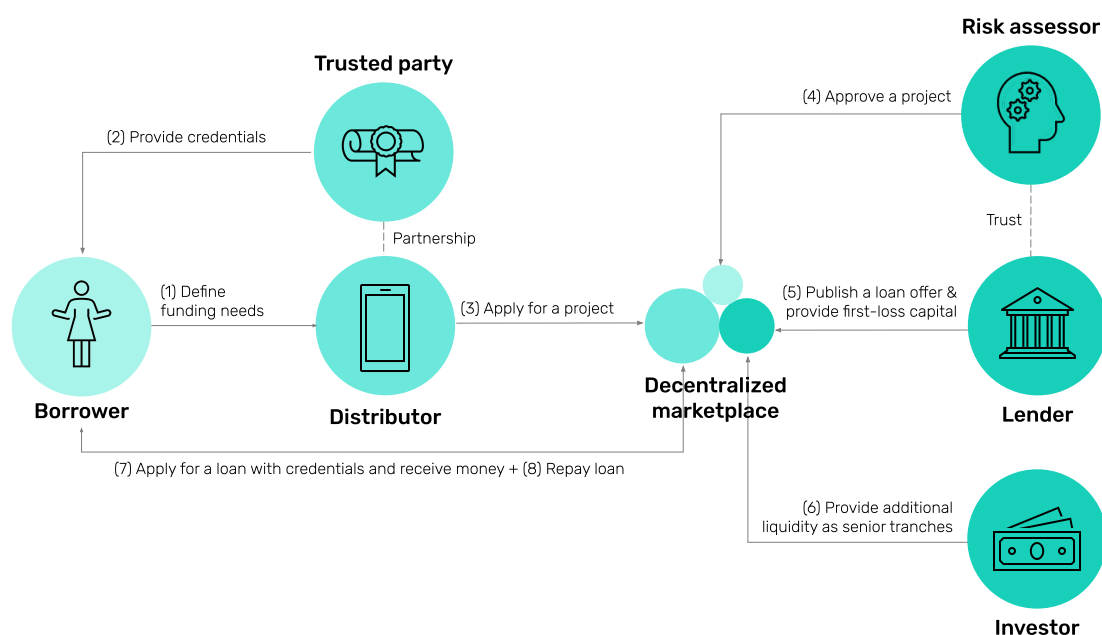 Risk assessor
Trusted party
(4) Approve a project
(2) Provide credentials
Trust
Partnership
(1) Define
funding needs
(3) Apply for a project
(5) Publish a loan offer &
provide first-loss capital
Decentralized
marketplace
Borrower
Distributor
Lender
(7) Apply for a loan with credentials and receive money + (8) Repay loan
(6) Provide additional
liquidity as senior tranches
Investor